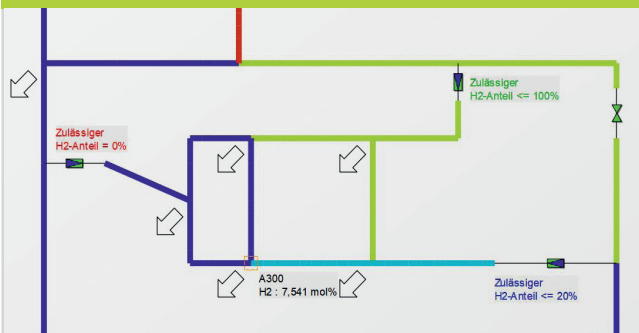 Zulässiger
H2-Anteil <= 100%
Zulässiger
H2-Anteil = 0%
A300
H2 : 7,541 mol%
Zulässiger
H2-Anteil <= 20%